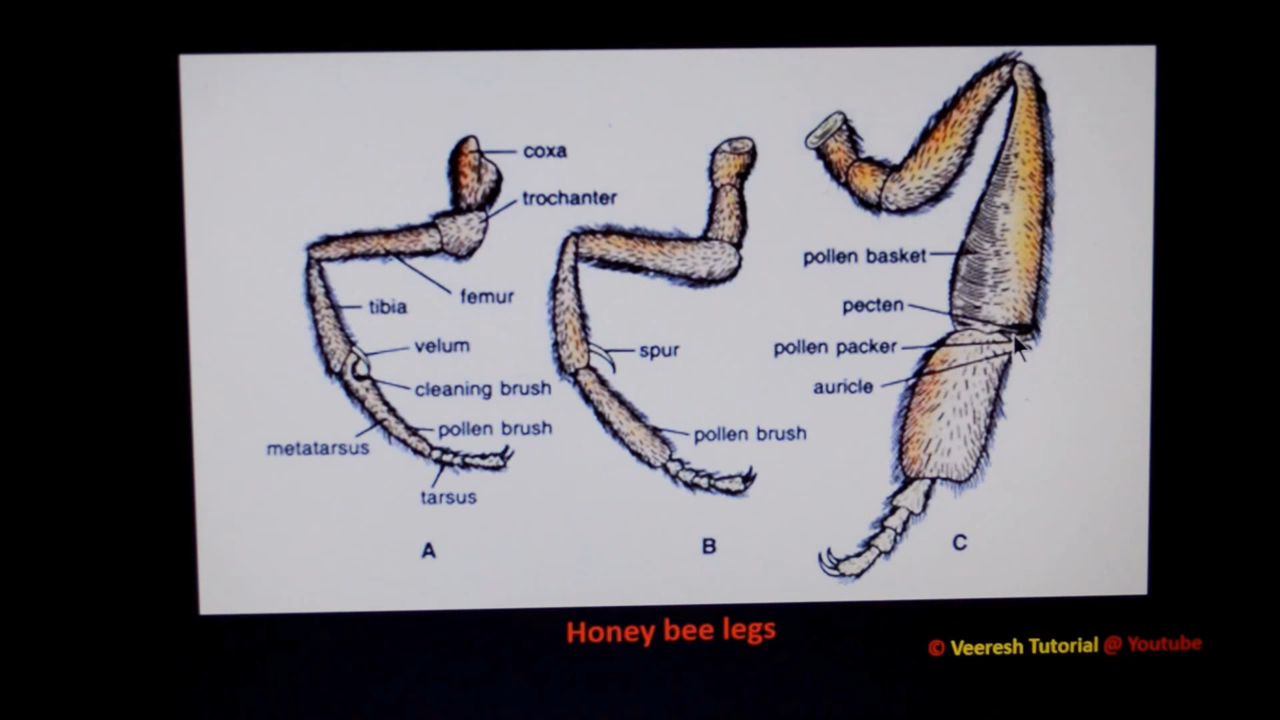 coxa
trochanter
femur
tibia
velum
cleaning brush
pollen brush
metatarsus
tarsus
A
spur
pollen brush
B
pollen basket
pecten
pollen packer
auricle
C
Honey bee legs
© Veeresh Tutorial @ Youtube